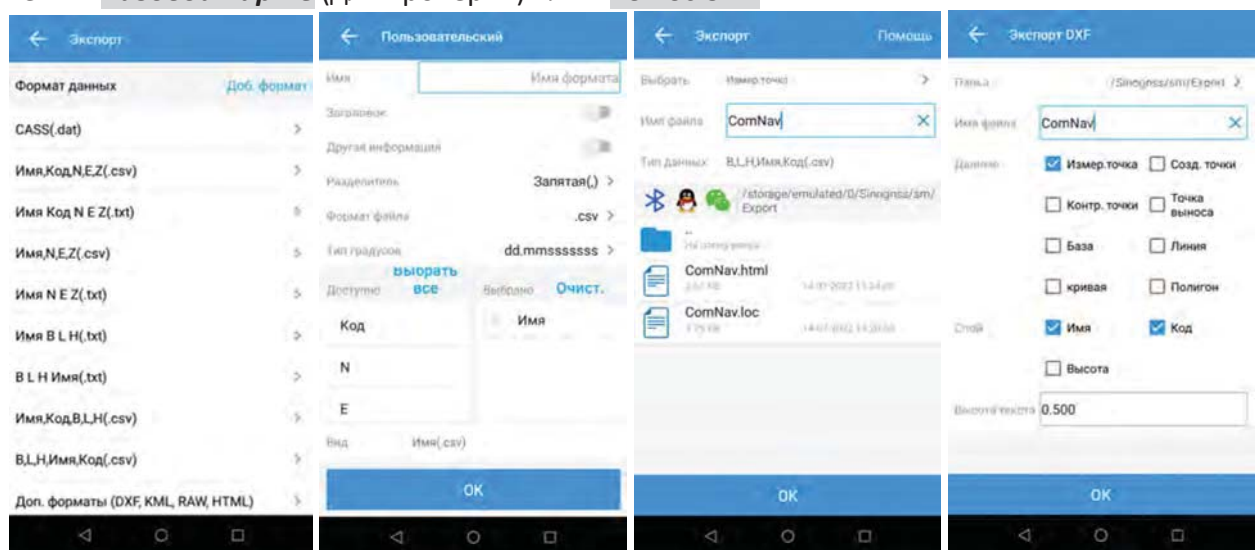 Экспорт
Формат данных Доб. формат
CASS(.dat)
Имя,Код,N,E,Z(.csv)
Имя Код N E Z(.txt)
Имя,N,E,Z(.csv)
Имя N E Z(.txt)
Имя B L H(.txt)
B L H Имя(.txt)
Имя,Код,B,L,H(.csv)
B,L,H,Имя,Код(.csv)
Доп. форматы (DXF, KML, RAW, HTML)
Пользовательский
Имя Имя формата
Заголовок
Другая информация
Разделитель Запятая(,)
Формат файла .csv
Тип градусов dd.mmsssssss
Доступно выбрать все Выбрано Очист.
Код Имя
N
E
Вид Имя(.csv)
OK
Экспорт Помощь
Выбрать Измер.точка
Имя файла ComNav
Тип данных B,L,H,Имя,Код(.csv)
/storage/emulated/0/Sinognss/sm/
Export
..
ComNav.html
ComNav.loc
OK
Экспорт DXF
Папка /Sinognss/sm/Export
Имя файла ComNav
Данные Измер.точка Созд. точки
Контр. точки Точка выноса
База Линия
кривая Полигон
Слой Имя Код
Высота
Высота текста 0.500
OK